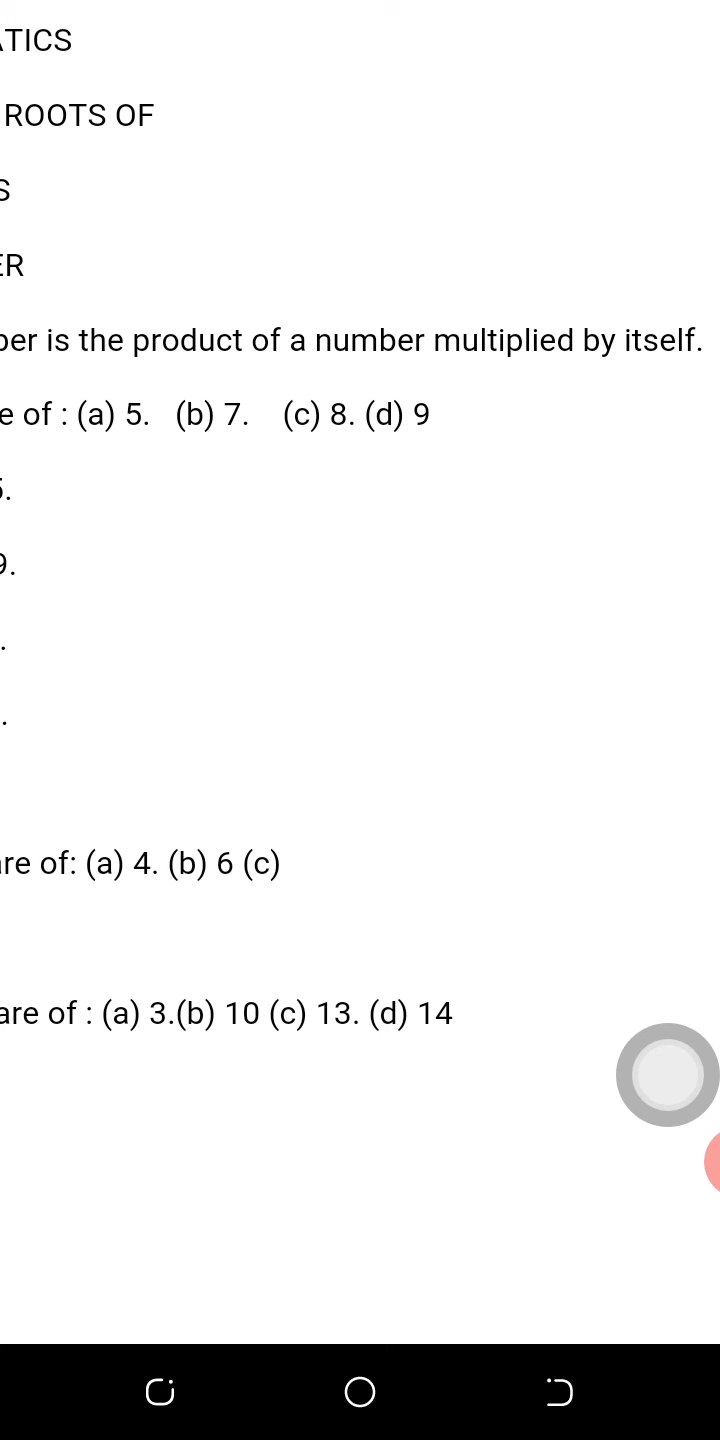 ATICS
ROOTS OF
S
ER
ber is the product of a number multiplied by itself.
e of : (a) 5. (b) 7. (c) 8. (d) 9
5.
9.
.
.
are of: (a) 4. (b) 6 (c)
are of : (a) 3.(b) 10 (c) 13. (d) 14